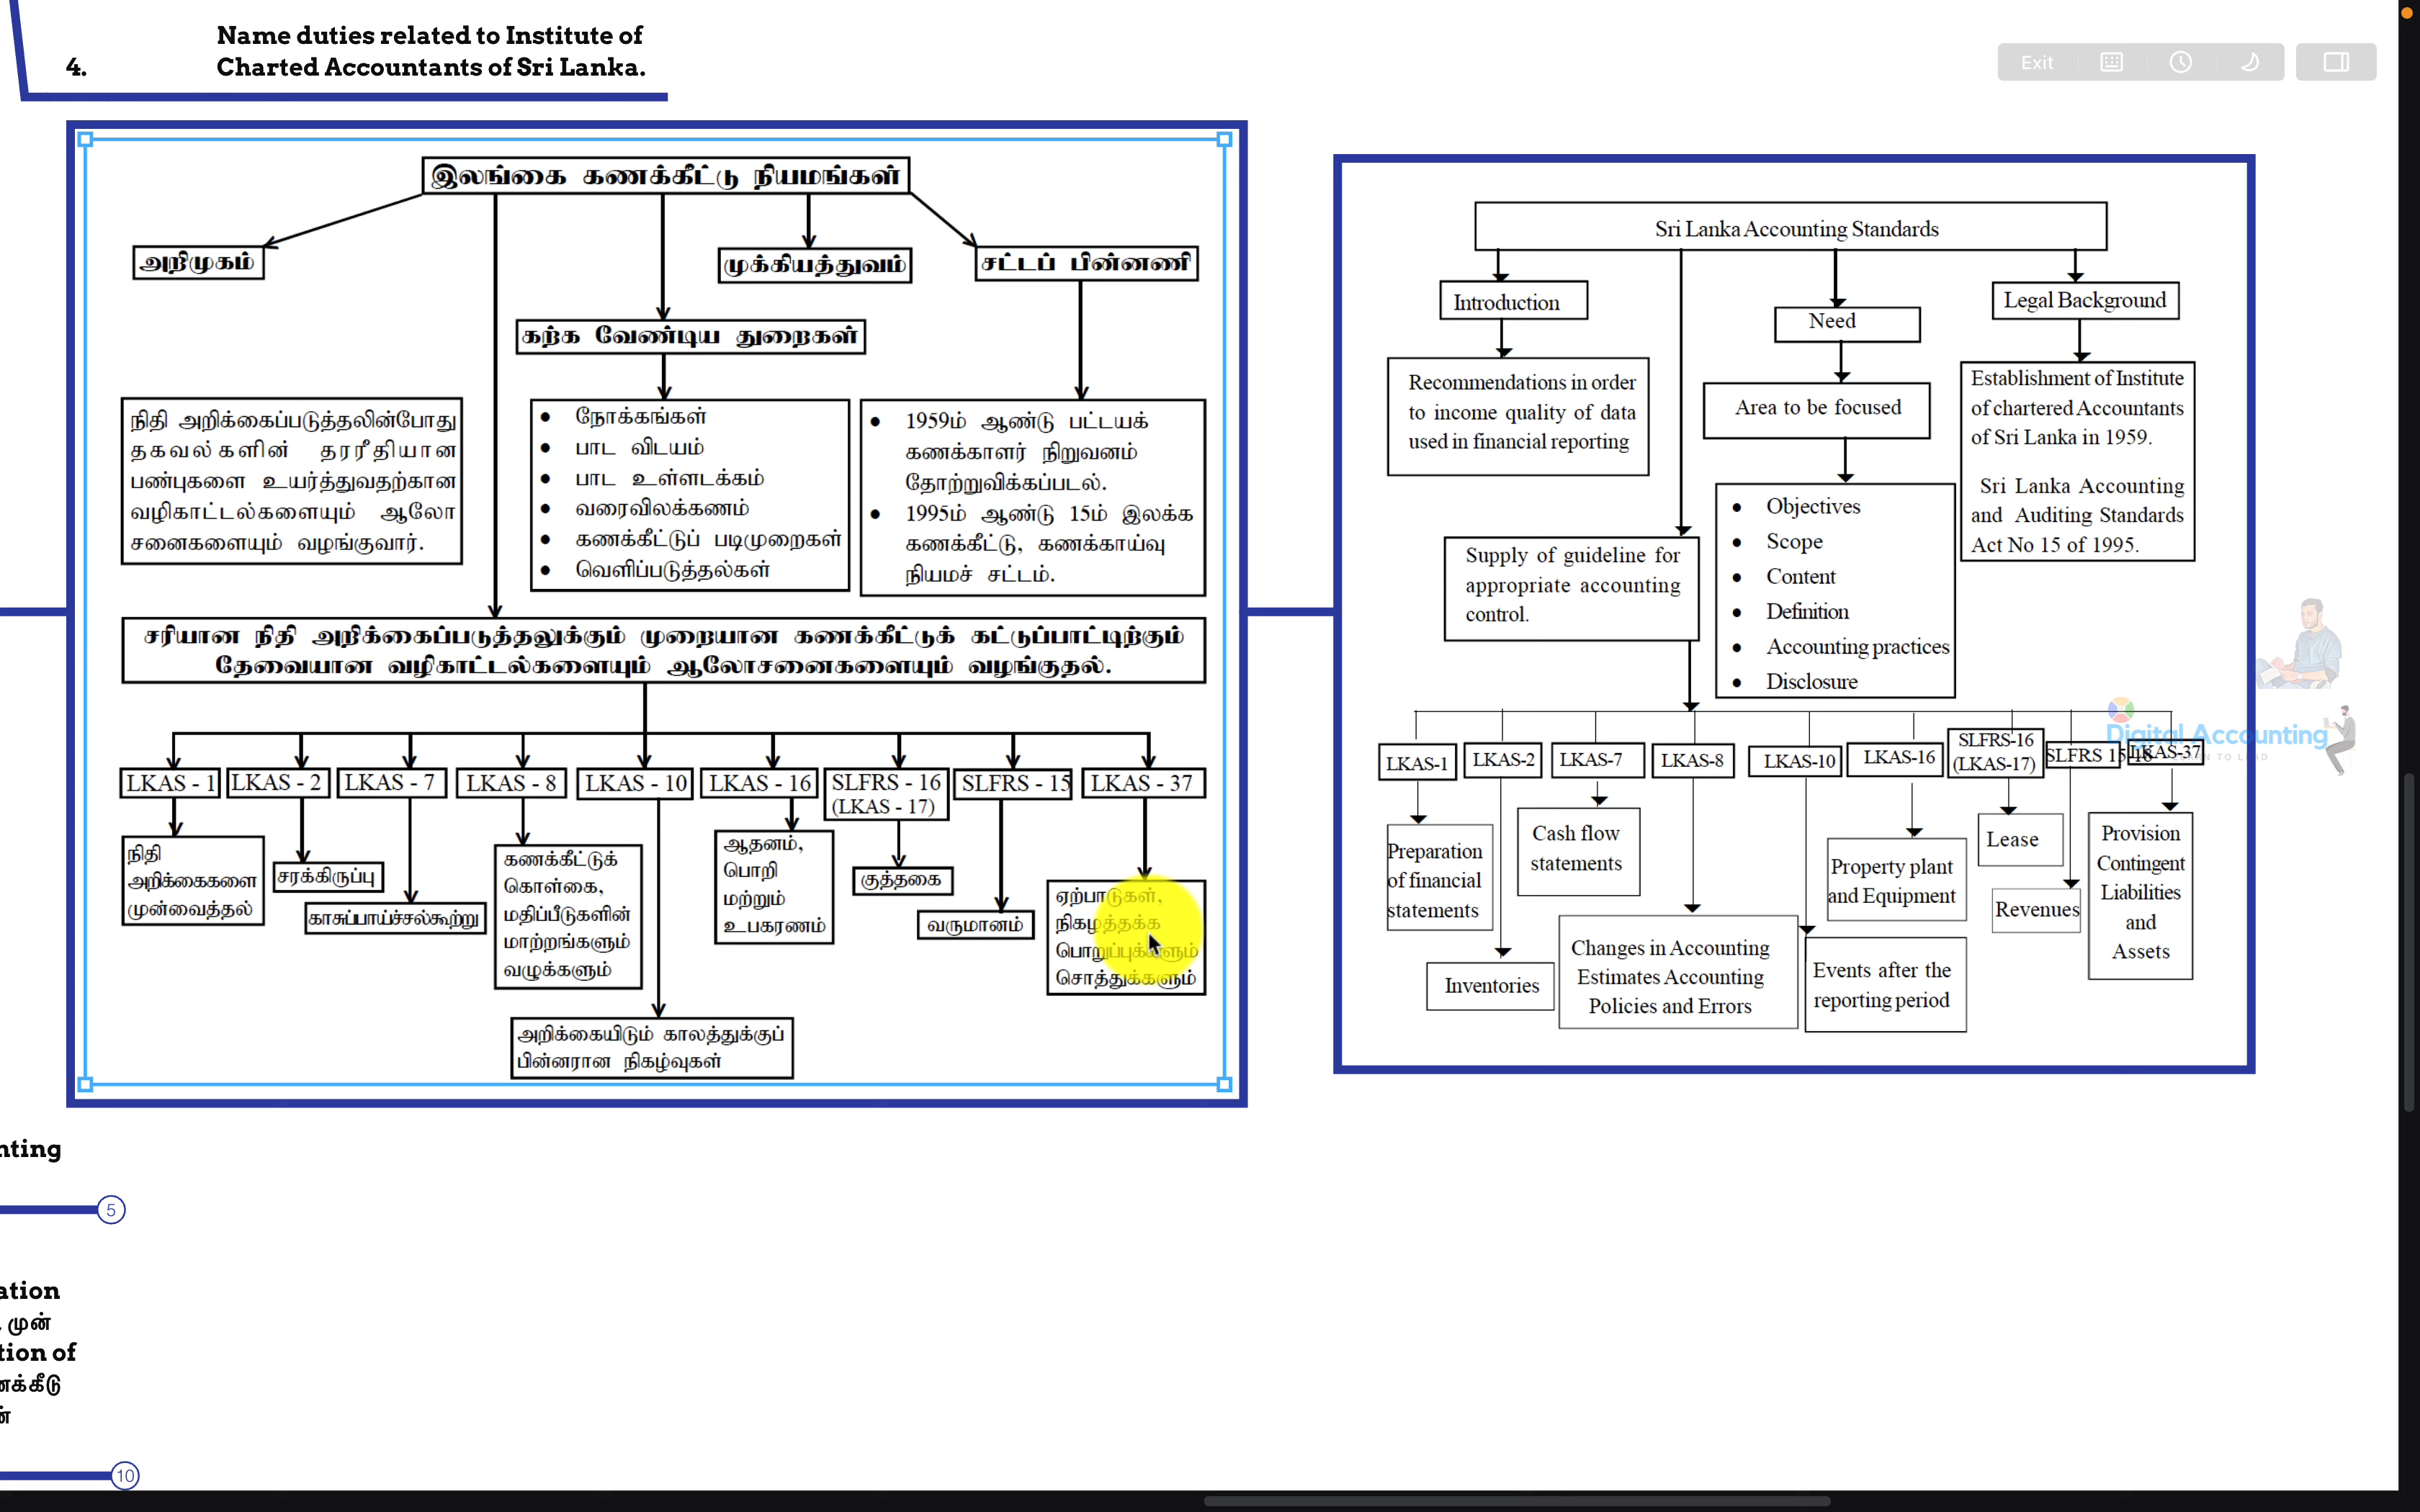 4.
Name duties related to Institute of
Charted Accountants of Sri Lanka.
Exit
இலங்கை கணக்கீட்டு நியமங்கள்
அறிமுகம்
முக்கியத்துவம்
சட்டப் பின்னணி
கற்க வேண்டிய துறைகள்
நிதி அறிக்கைப்படுத்தலின்போது
தகவல்களின் தரரீதியான
பண்புகளை உயர்த்துவதற்கான
வழிகாட்டல்களையும் ஆலோ
சனைகளையும் வழங்குவார்.
• நோக்கங்கள்
• பாட விடயம்
• பாட உள்ளடக்கம்
• வரைவிலக்கணம்
• கணக்கீட்டுப் படிமுறைகள்
• வெளிப்படுத்தல்கள்
• 1959ம் ஆண்டு பட்டயக்
கணக்காளர் நிறுவனம்
தோற்றுவிக்கப்படல்.
• 1995ம் ஆண்டு 15ம் இலக்க
கணக்கீட்டு, கணக்காய்வு
நியமச் சட்டம்.
சரியான நிதி அறிக்கைப்படுத்தலுக்கும் முறையான கணக்கீட்டுக் கட்டுப்பாட்டிற்கும்
தேவையான வழிகாட்டல்களையும் ஆலோசனைகளையும் வழங்குதல்.
LKAS - 1
LKAS - 2
LKAS - 7
LKAS - 8
LKAS - 10
LKAS - 16
SLFRS - 16
(LKAS - 17)
SLFRS - 15
LKAS - 37
நிதி
அறிக்கைகளை
முன்வைத்தல்
சரக்கிருப்பு
காசுப்பாய்ச்சல்கூற்று
கணக்கீட்டுக்
கொள்கை,
மதிப்பீடுகளின்
மாற்றங்களும்
வழுக்களும்
அறிக்கையிடும் காலத்துக்குப்
பின்னரான நிகழ்வுகள்
ஆதனம்,
பொறி
மற்றும்
உபகரணம்
குத்தகை
வருமானம்
ஏற்பாடுகள்,
நிகழத்தக்க
பொறுப்புக்களும்
சொத்துக்களும்
Sri Lanka Accounting Standards
Introduction
Need
Legal Background
Recommendations in order
to income quality of data
used in financial reporting
Area to be focused
Establishment of Institute
of chartered Accountants
of Sri Lanka in 1959.
Sri Lanka Accounting
and Auditing Standards
Act No 15 of 1995.
Supply of guideline for
appropriate accounting
control.
• Objectives
• Scope
• Content
• Definition
• Accounting practices
• Disclosure
Digital Accounting
LKAS-1
LKAS-2
LKAS-7
LKAS-8
LKAS-10
LKAS-16
SLFRS-16
(LKAS-17)
SLFRS 15
LKAS-37
Preparation
of financial
statements
Inventories
Cash flow
statements
Changes in Accounting
Estimates Accounting
Policies and Errors
Events after the
reporting period
Property plant
and Equipment
Lease
Revenues
Provision
Contingent
Liabilities
and
Assets
nting
5
ation
முன்
tion of
னக்கீடு
ன்
10